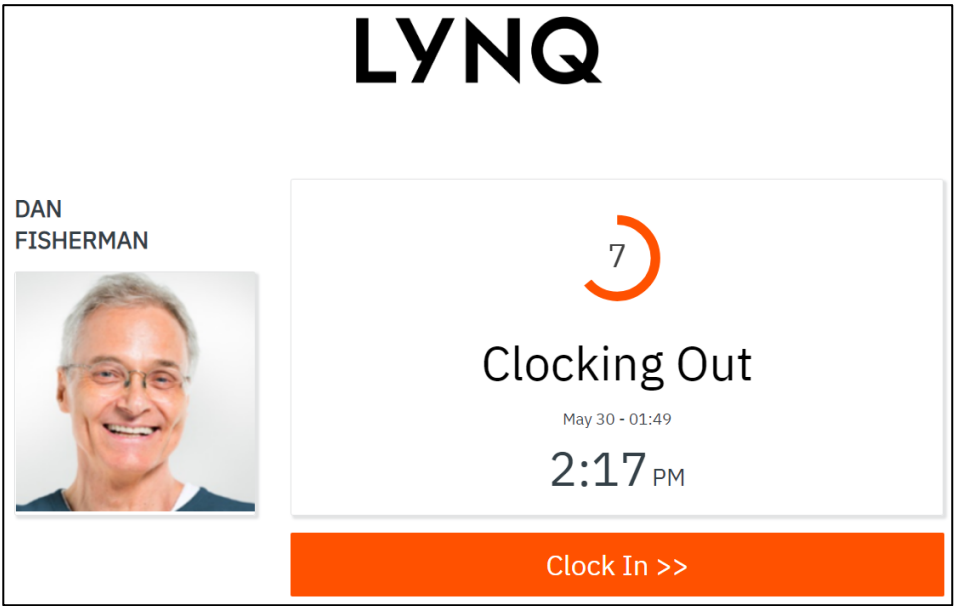 LYNQ
DAN
FISHERMAN
7
Clocking Out
May 30 - 01:49
2:17 PM
Clock In >>